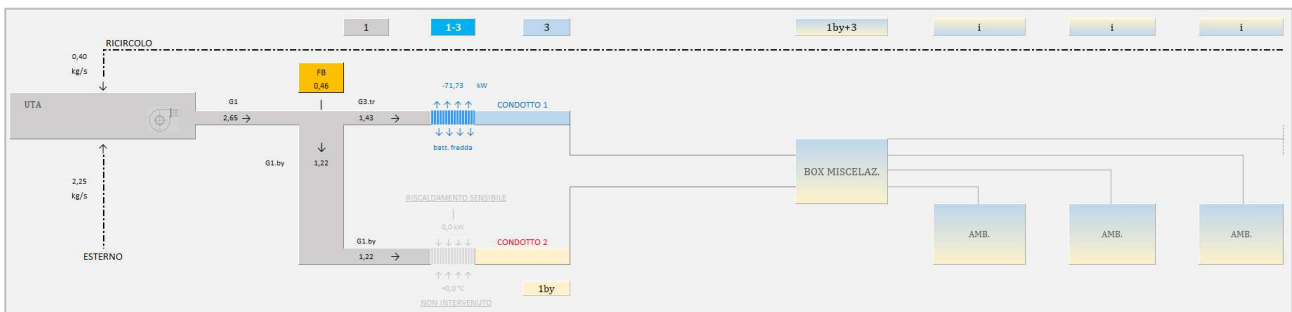 1
1-3
3
1by+3
i
i
i
RICIRCOLO
0,40
kg/s
FB
0,46
-71,73 kW
UTA
G1
G3.tr
CONDOTTO 1
2,65 →
1,43 →
batt. fredda
G1.by
1,22
BOX MISCELAZ.
2,25
kg/s
RISCALDAMENTO SENSIBILE
0,0 kW
AMB.
AMB.
AMB.
G1.by
CONDOTTO 2
ESTERNO
1,22 →
+0,0 °C
1by
NON INTERVENUTO